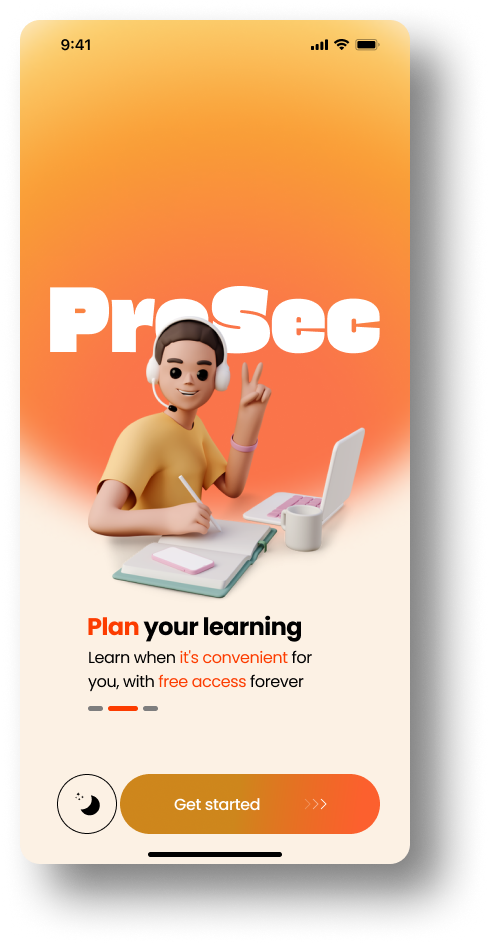 9:41
ProSec
Plan your learning
Learn when it's convenient for
you, with free access forever
Get started